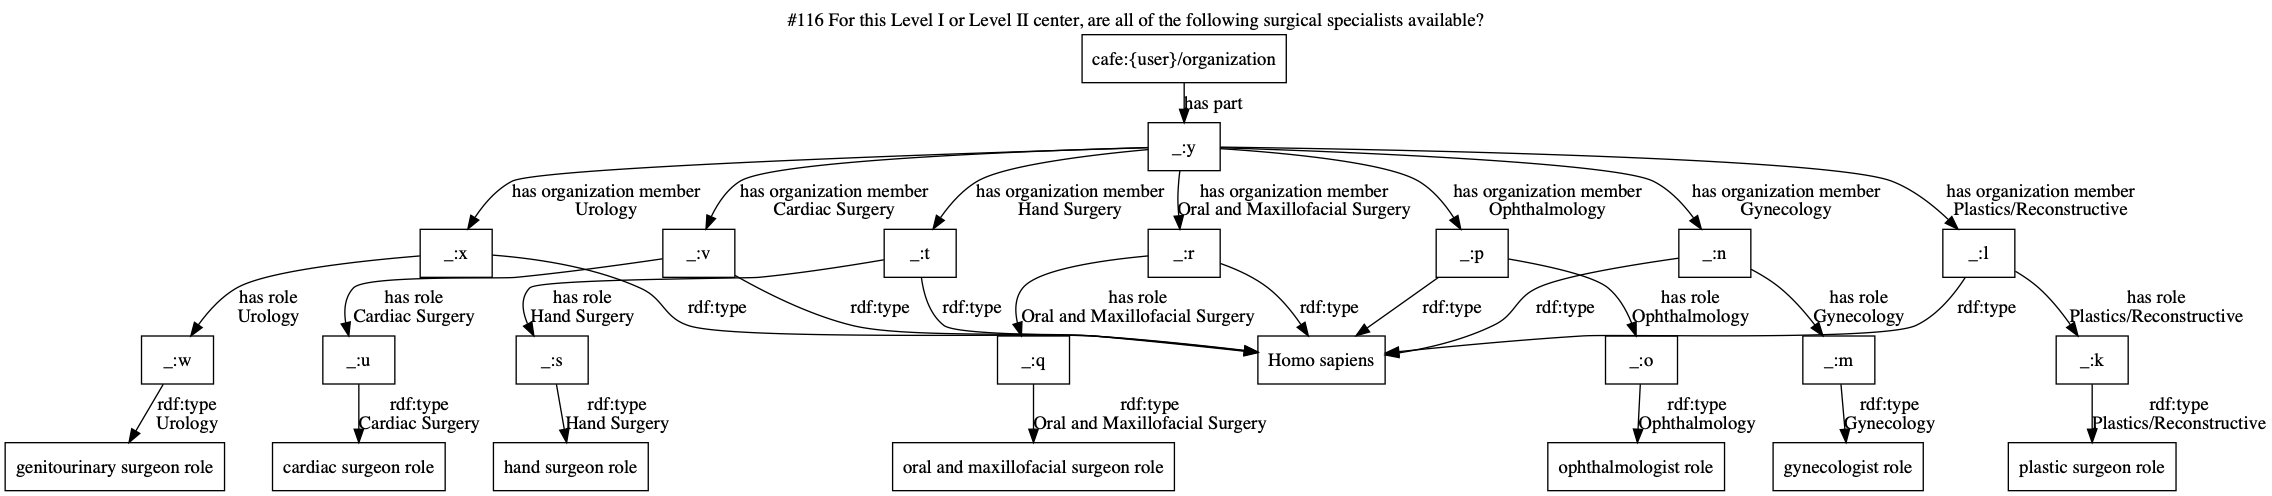 #116 For this Level I or Level II center, are all of the following surgical specialists available?
cafe:{user}/organization
has part
_:y
has organization member
Urology
has organization member
Cardiac Surgery
has organization member
Hand Surgery
has organization member
Oral and Maxillofacial Surgery
has organization member
Ophthalmology
has organization member
Gynecology
has organization member
Plastics/Reconstructive
_:x
_:v
_:t
_:r
_:p
_:n
_:l
has role
Urology
has role
Cardiac Surgery
has role
Hand Surgery
rdf:type
rdf:type
rdf:type
has role
Oral and Maxillofacial Surgery
rdf:type
rdf:type
rdf:type
has role
Ophthalmology
has role
Gynecology
rdf:type
has role
Plastics/Reconstructive
_:w
_:u
_:s
_:q
Homo sapiens
_:o
_:m
_:k
rdf:type
Urology
rdf:type
Cardiac Surgery
rdf:type
Hand Surgery
rdf:type
Oral and Maxillofacial Surgery
rdf:type
Ophthalmology
rdf:type
Gynecology
rdf:type
Plastics/Reconstructive
genitourinary surgeon role
cardiac surgeon role
hand surgeon role
oral and maxillofacial surgeon role
ophthalmologist role
gynecologist role
plastic surgeon role